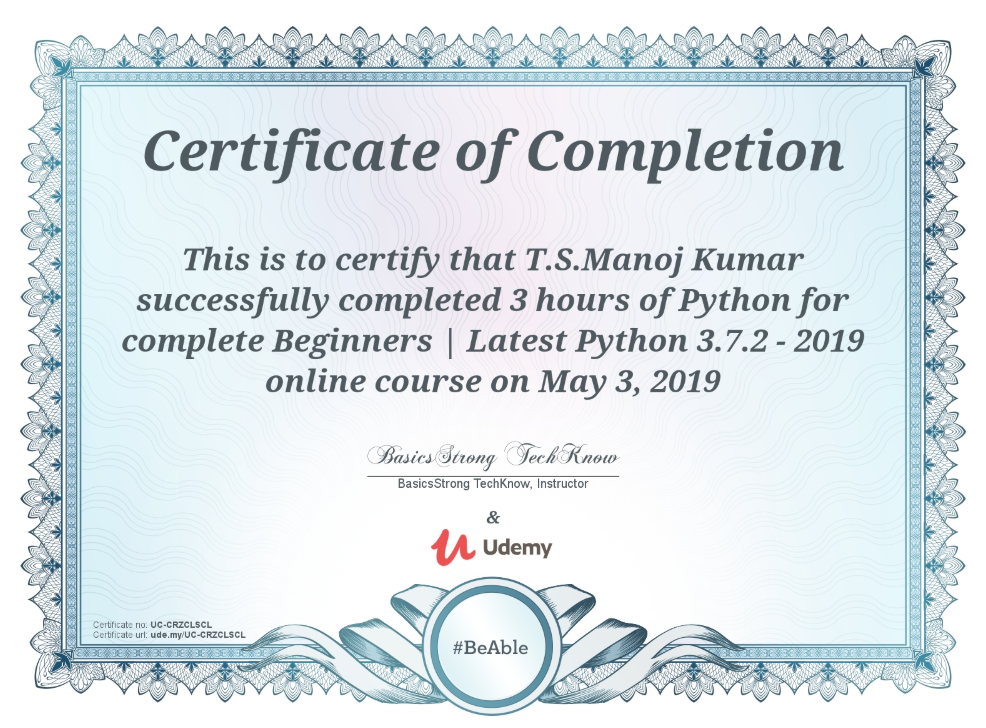 Certificate of Completion
This is to certify that T.S.Manoj Kumar
successfully completed 3 hours of Python for
complete Beginners | Latest Python 3.7.2 - 2019
online course on May 3, 2019
BasicsStrong TechKnow
BasicsStrong TechKnow, Instructor
&
Udemy
Certificate no: UC-CRZCLSCL
Certificate url: ude.my/UC-CRZCLSCL
#BeAble